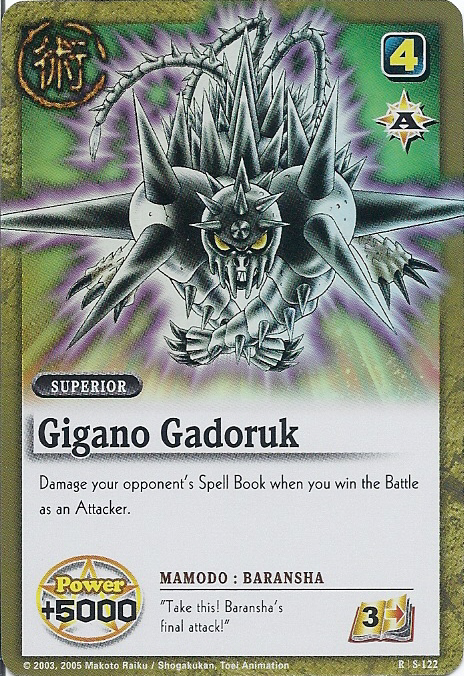 術
4
A
SUPERIOR
Gigano Gadoruk
Damage your opponent's Spell Book when you win the Battle
as an Attacker.
Power
+5000
MAMODO : BARANSHA
"Take this! Baransha's
final attack!"
3
© 2003, 2005 Makoto Raiku / Shogakukan, Toei Animation
R S-122